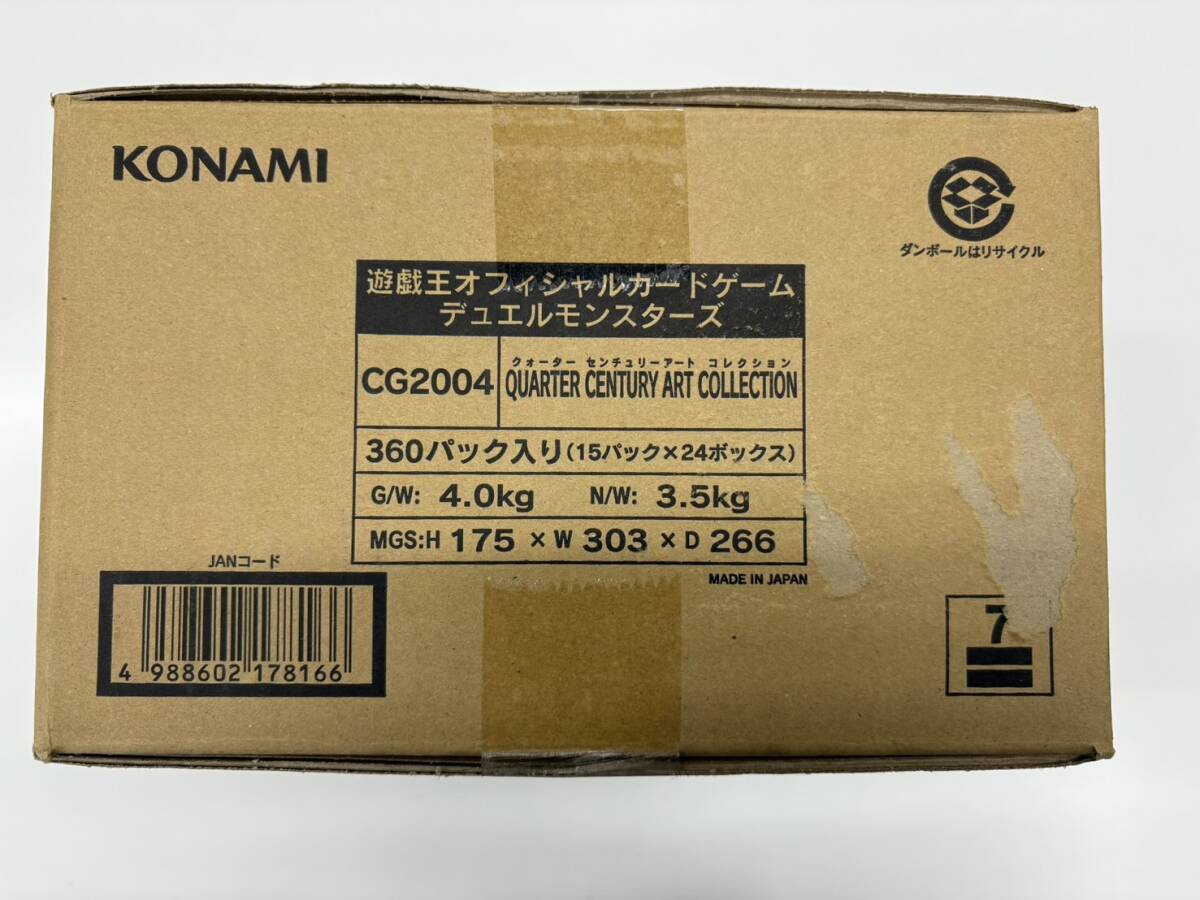 KONAMI
ダンボールはリサイクル
遊戯王オフィシャルカードゲーム
デュエルモンスターズ
クォーター センチュリーアート コレクション
CG2004 QUARTER CENTURY ART COLLECTION
360パック入り(15パック×24ボックス)
G/W: 4.0kg N/W: 3.5kg
MGS:H 175 × W 303 × D 266
MADE IN JAPAN
JANコード
4 988602 178166
7